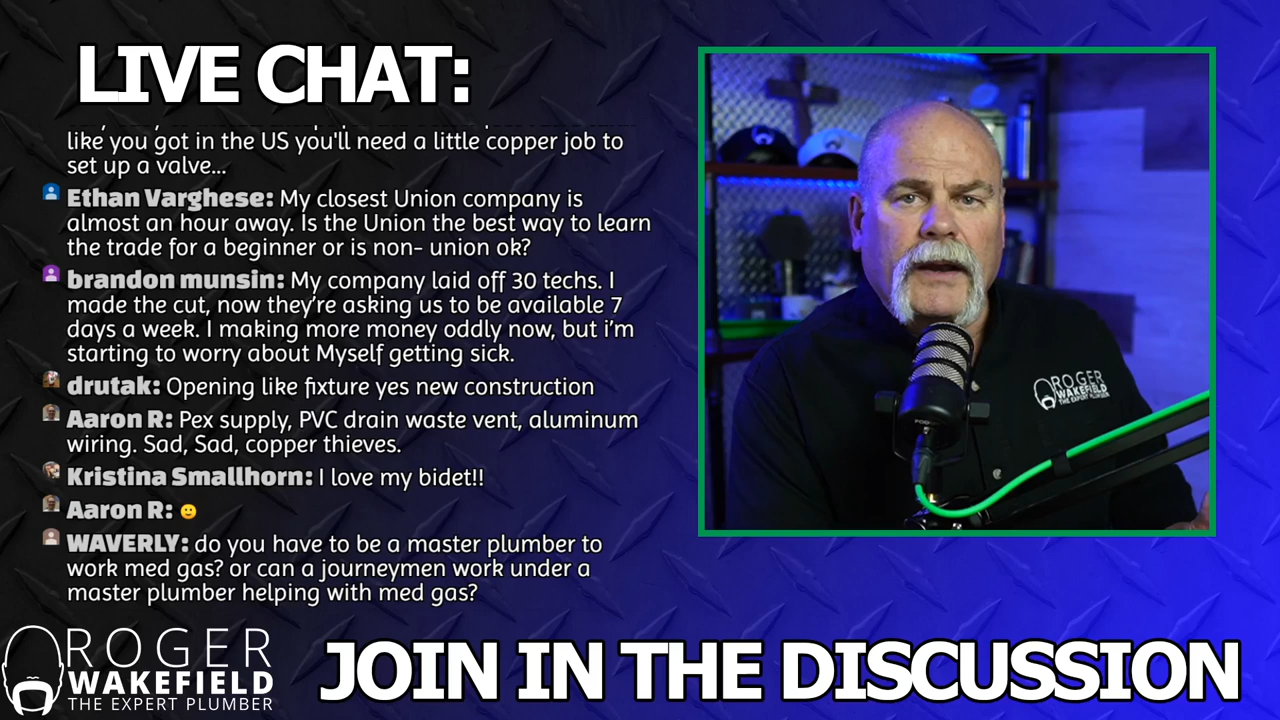 LIVE CHAT:
like you got in the US you'll need a little copper job to
set up a valve...
Ethan Varghese: My closest Union company is
almost an hour away. Is the Union the best way to learn
the trade for a beginner or is non- union ok?
brandon munsin: My company laid off 30 techs. I
made the cut, now they're asking us to be available 7
days a week. I making more money oddly now, but i'm
starting to worry about Myself getting sick.
drutak: Opening like fixture yes new construction
Aaron R: Pex supply, PVC drain waste vent, aluminum
wiring. Sad, Sad, copper thieves.
Kristina Smallhorn: I love my bidet!!
Aaron R: 🙂
WAVERLY: do you have to be a master plumber to
work med gas? or can a journeymen work under a
master plumber helping with med gas?
ROGER
WAKEFIELD
THE EXPERT PLUMBER
ROGER
WAKEFIELD
THE EXPERT PLUMBER
JOIN IN THE DISCUSSION